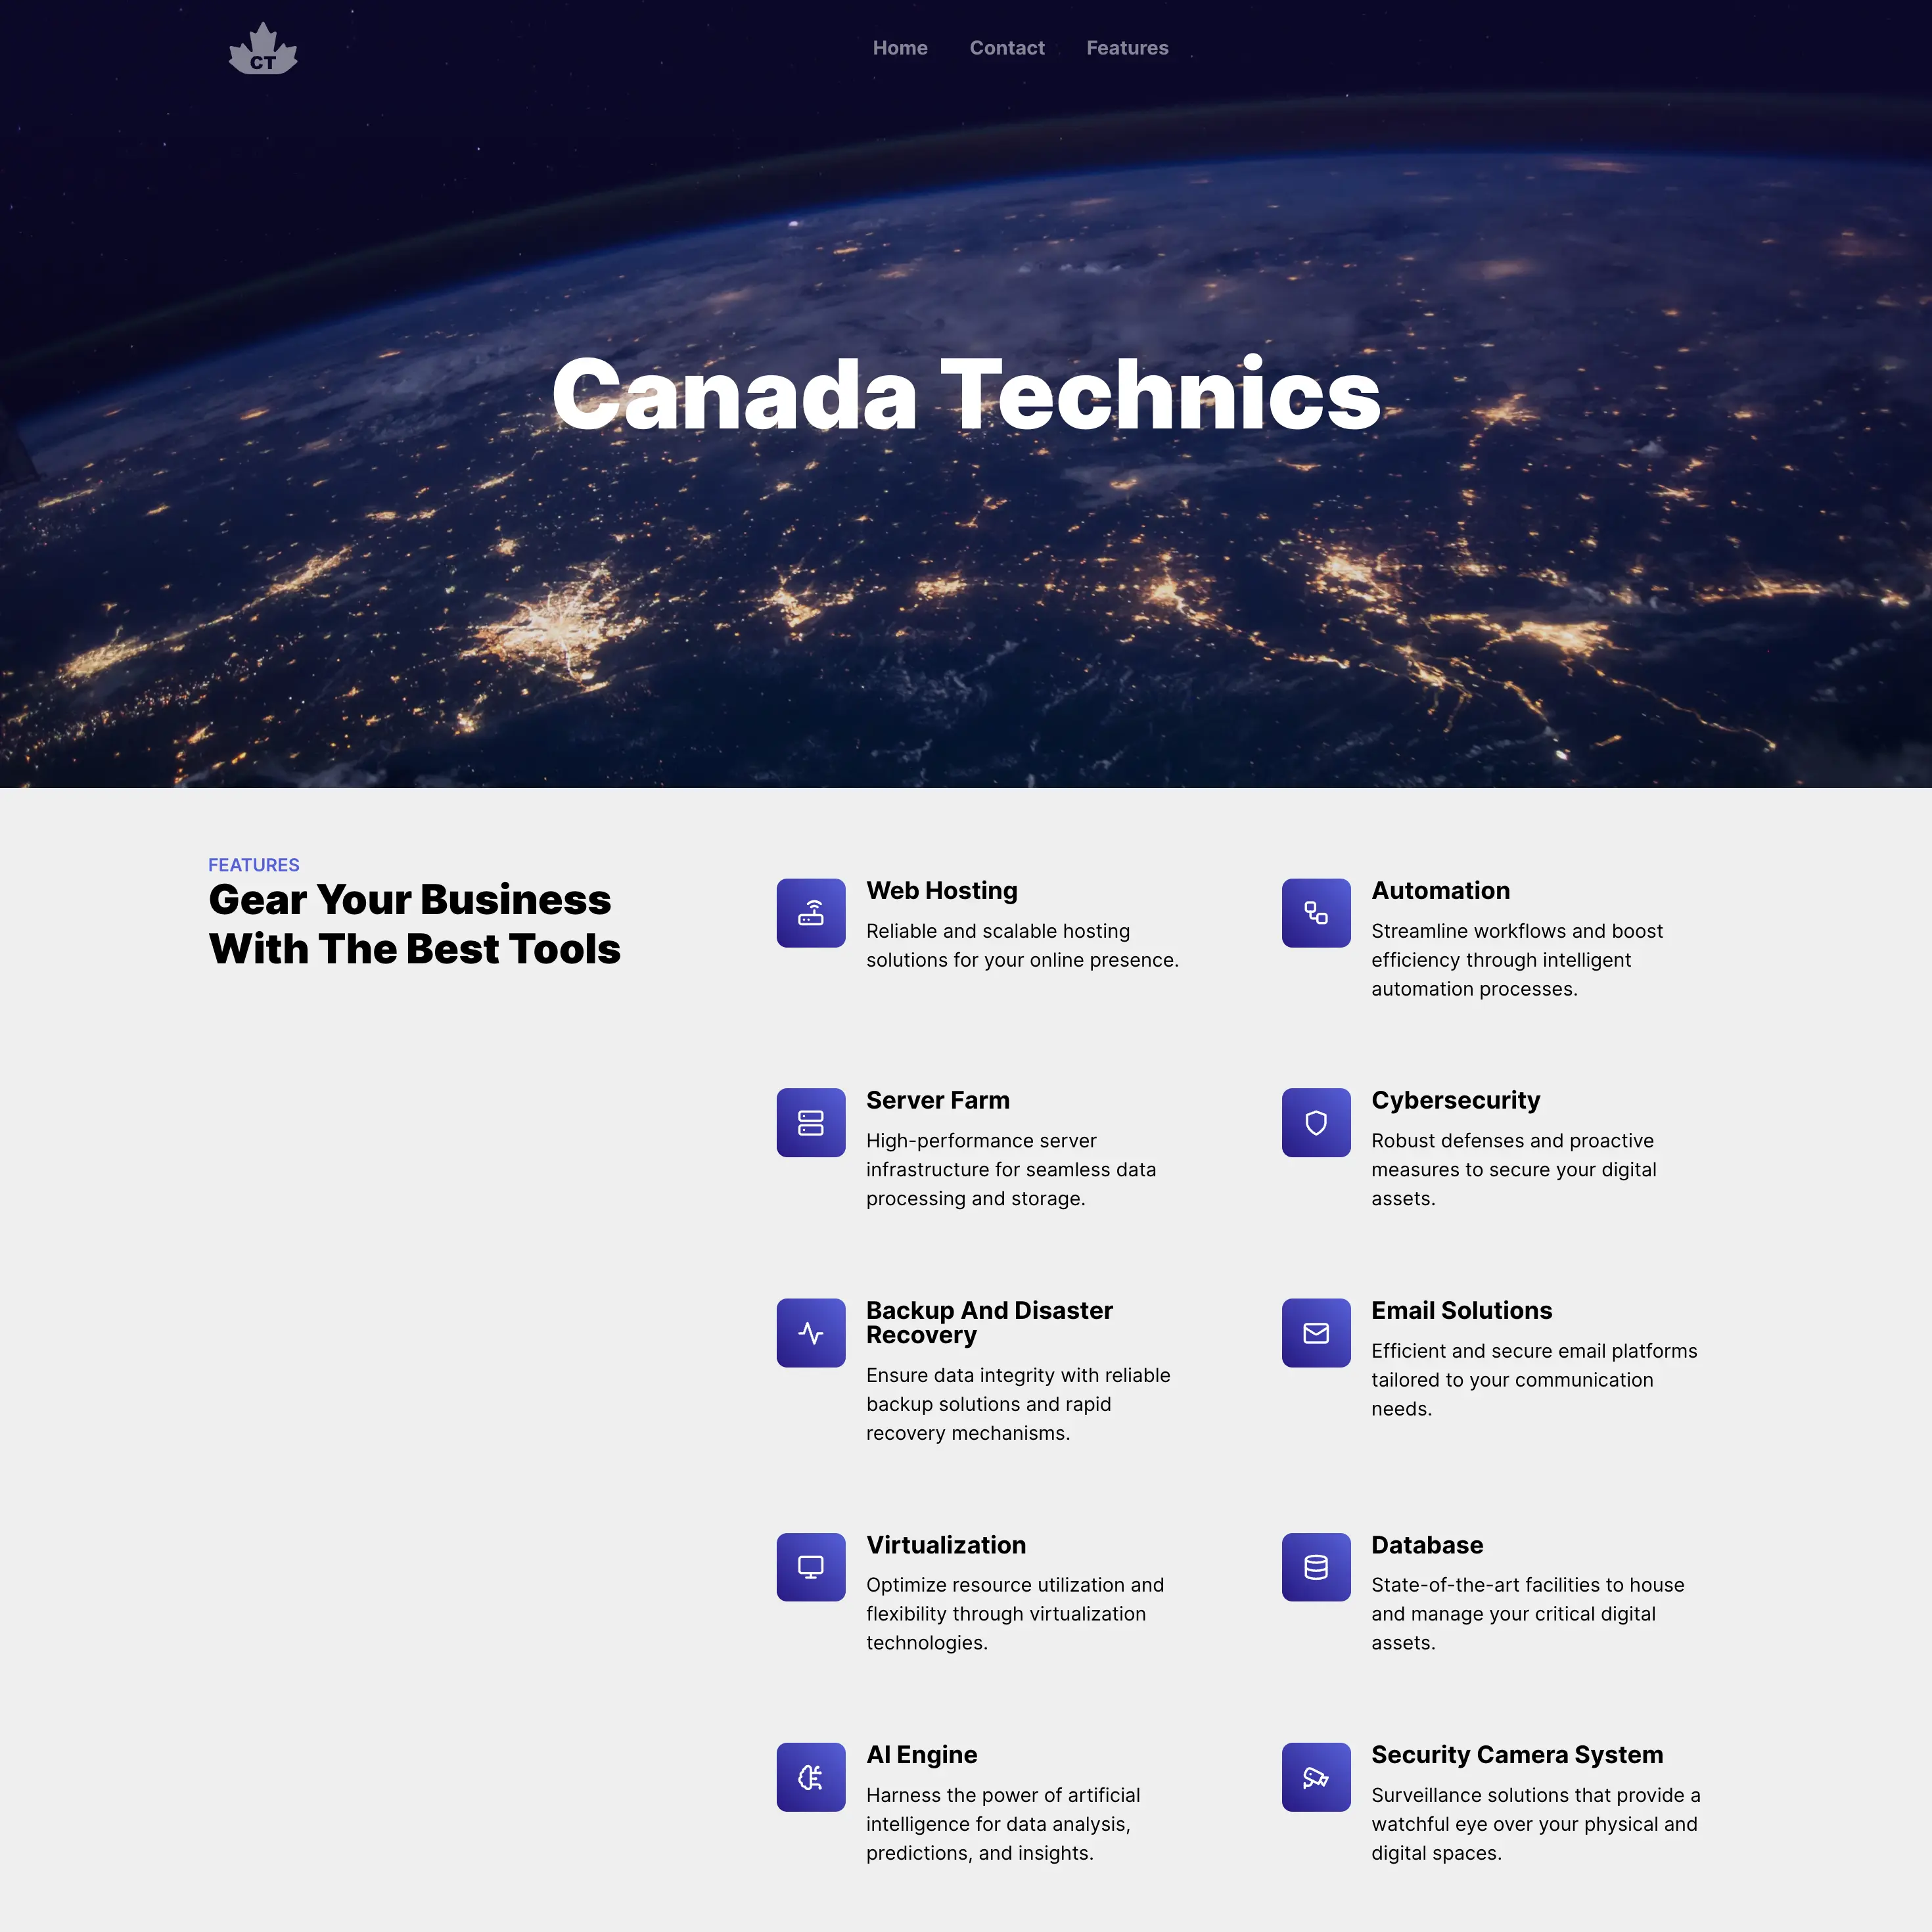 CT
Home
Contact
Features
Canada Technics
FEATURES
Gear Your Business
With The Best Tools
Web Hosting
Reliable and scalable hosting
solutions for your online presence.
Automation
Streamline workflows and boost
efficiency through intelligent
automation processes.
Server Farm
High-performance server
infrastructure for seamless data
processing and storage.
Cybersecurity
Robust defenses and proactive
measures to secure your digital
assets.
Backup And Disaster
Recovery
Ensure data integrity with reliable
backup solutions and rapid
recovery mechanisms.
Email Solutions
Efficient and secure email platforms
tailored to your communication
needs.
Virtualization
Optimize resource utilization and
flexibility through virtualization
technologies.
Database
State-of-the-art facilities to house
and manage your critical digital
assets.
AI Engine
Harness the power of artificial
intelligence for data analysis,
predictions, and insights.
Security Camera System
Surveillance solutions that provide a
watchful eye over your physical and
digital spaces.